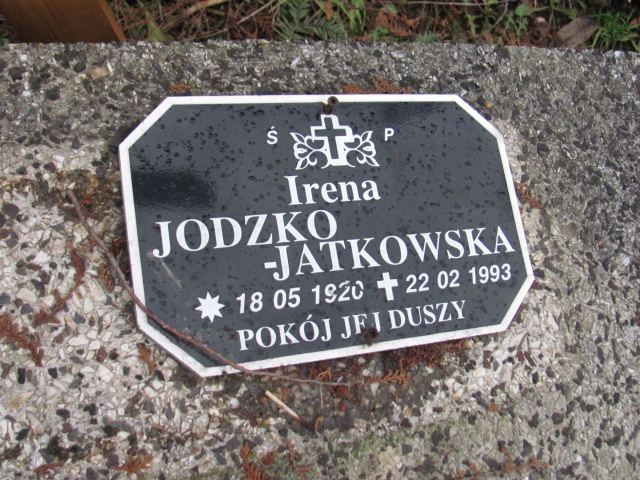 Ś P
Irena
JODZKO
-JATKOWSKA
18 05 1920 22 02 1993
POKÓJ JEJ DUSZY